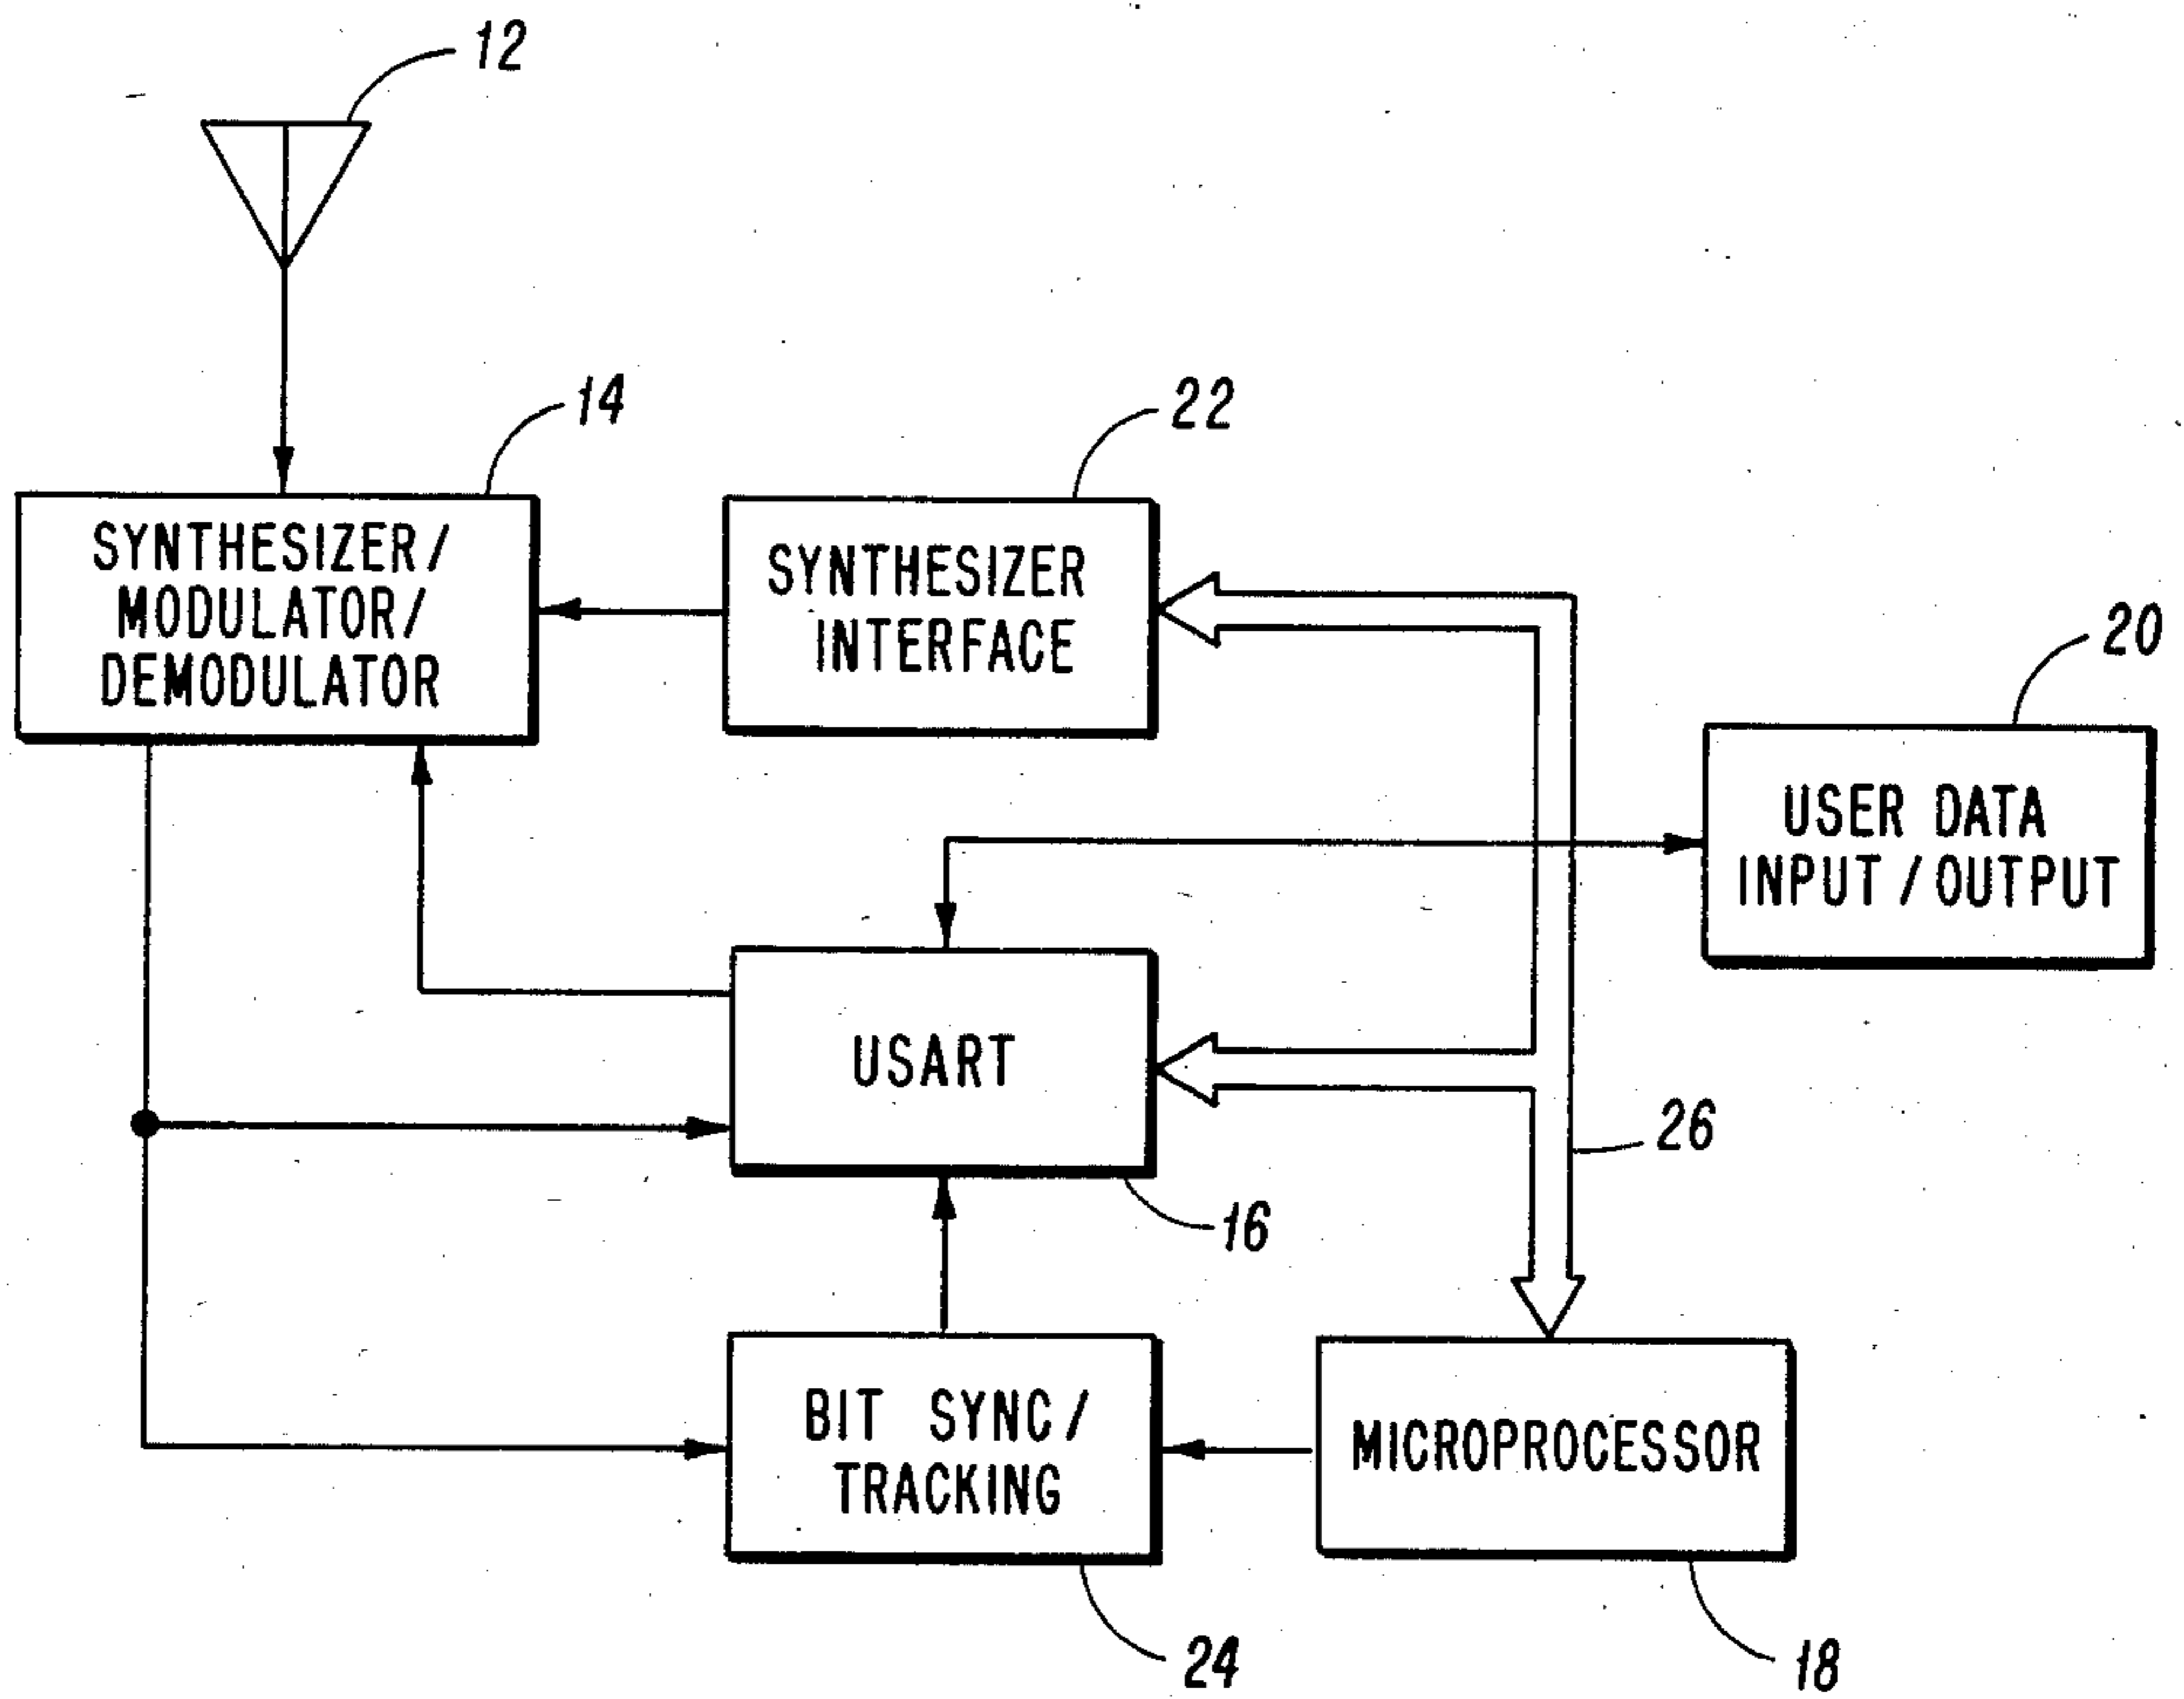 12
14
SYNTHESIZER/
MODULATOR/
DEMODULATOR
22
SYNTHESIZER
INTERFACE
20
USER DATA
INPUT/OUTPUT
USART
16
26
BIT SYNC/
TRACKING
24
MICROPROCESSOR
18